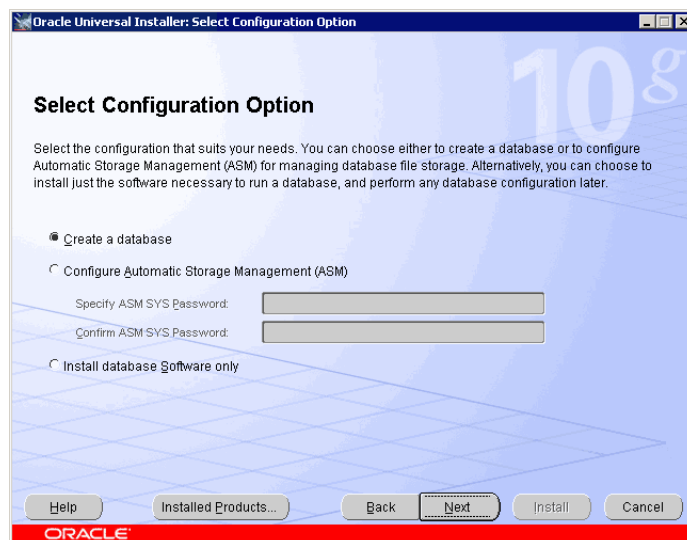 Oracle Universal Installer: Select Configuration Option
10g
Select Configuration Option
Select the configuration that suits your needs. You can choose either to create a database or to configure
Automatic Storage Management (ASM) for managing database file storage. Alternatively, you can choose to
install just the software necessary to run a database, and perform any database configuration later.
Create a database
Configure Automatic Storage Management (ASM)
Specify ASM SYS Password:
Confirm ASM SYS Password:
Install database Software only
Help
Installed Products...
Back
Next
Install
Cancel
ORACLE